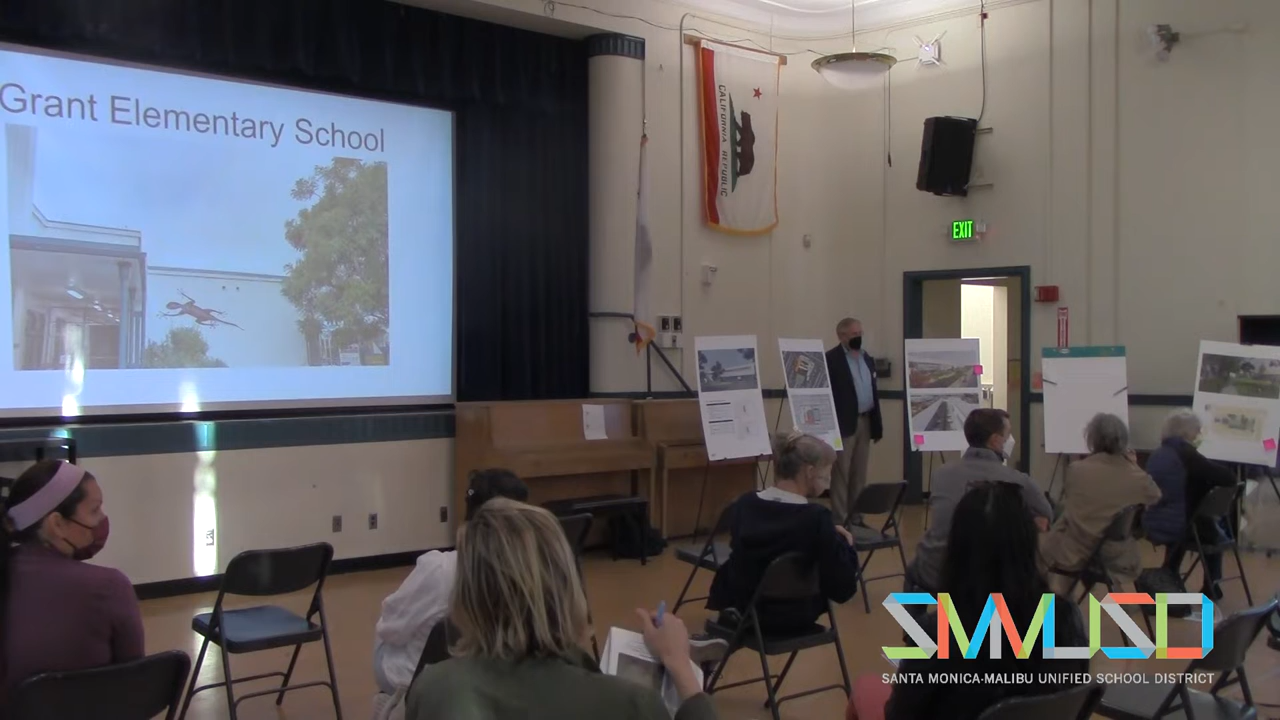 Grant Elementary School
CALIFORNIA REPUBLIC
EXIT
SMMUSD
SANTA MONICA-MALIBU UNIFIED SCHOOL DISTRICT